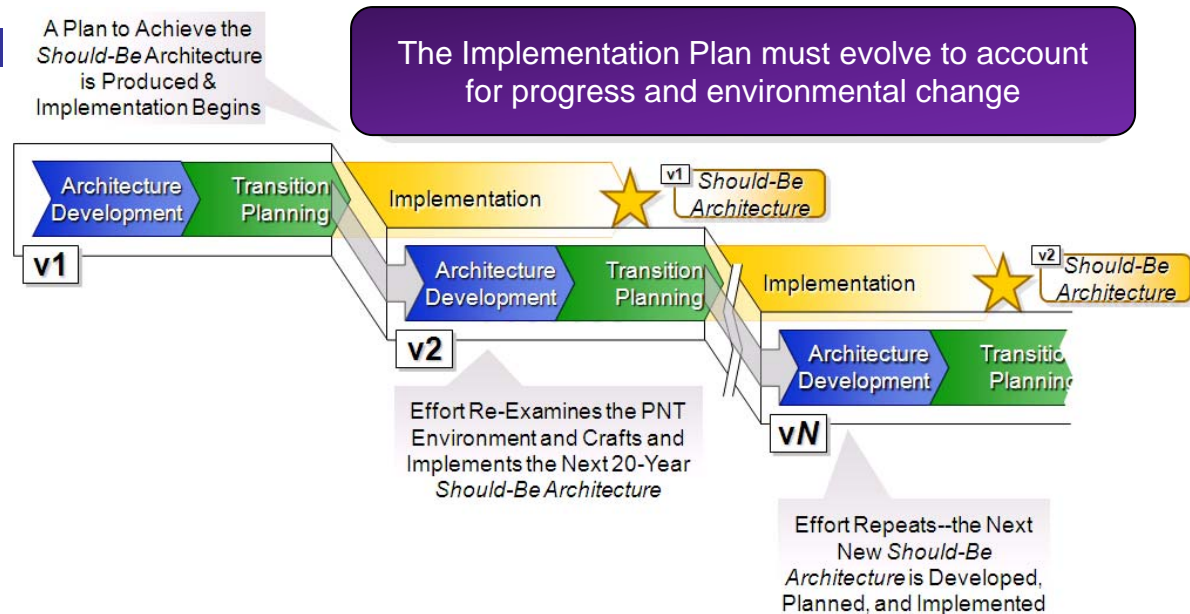 A Plan to Achieve the
Should-Be Architecture
is Produced &
Implementation Begins
The Implementation Plan must evolve to account
for progress and environmental change
Architecture
Development
Transition
Planning
Implementation
v1
Should-Be
Architecture
v1
Architecture
Development
Transition
Planning
Implementation
v2
Should-Be
Architecture
v2
Architecture
Development
Transitio
Planning
vN
Effort Re-Examines the PNT
Environment and Crafts and
Implements the Next 20-Year
Should-Be Architecture
Effort Repeats--the Next
New Should-Be
Architecture is Developed,
Planned, and Implemented